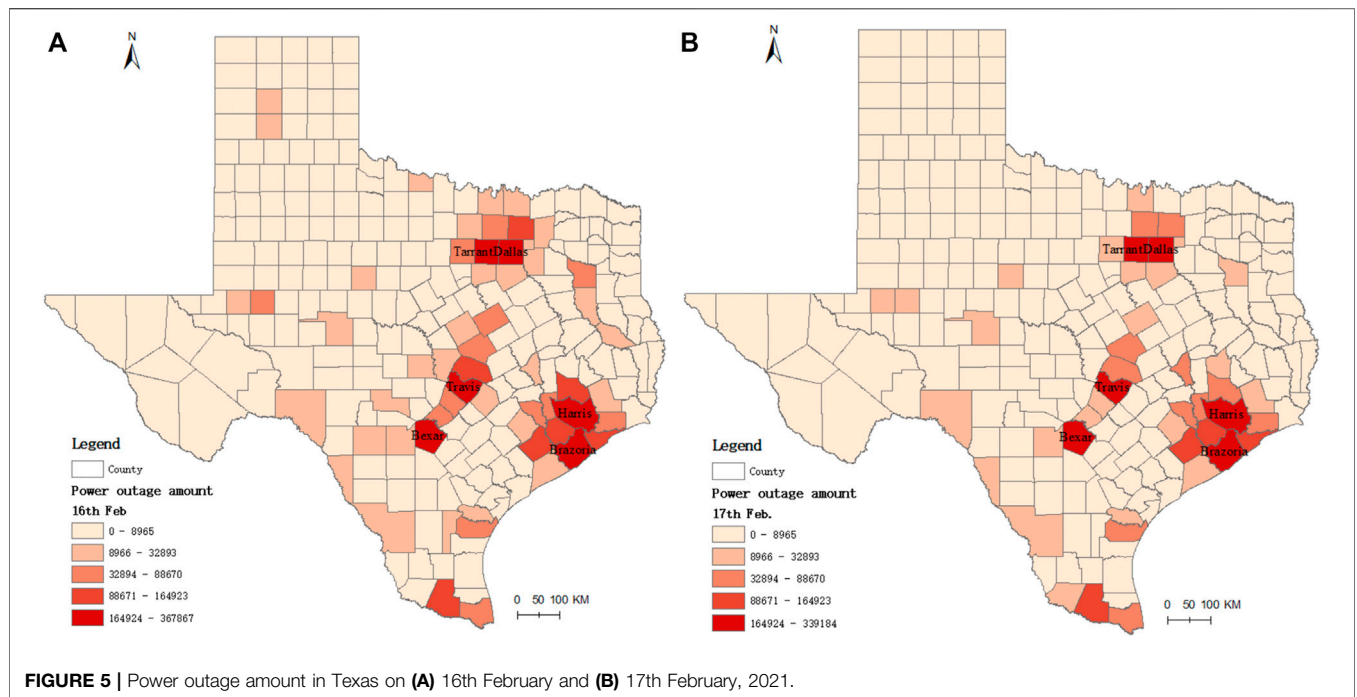 A
N
TarrantDallas
Travis
Harris
Bexar
Brazoria
Legend
County
Power outage amount
16th Feb
0 - 8965
8966 - 32893
32894 - 88670
88671 - 164923
164924 - 367867
0 50 100 KM
B
N
TarrantDallas
Travis
Harris
Bexar
Brazoria
Legend
County
Power outage amount
17th Feb.
0 - 8965
8966 - 32893
32894 - 88670
88671 - 164923
164924 - 339184
0 50 100 KM
FIGURE 5 | Power outage amount in Texas on (A) 16th February and (B) 17th February, 2021.